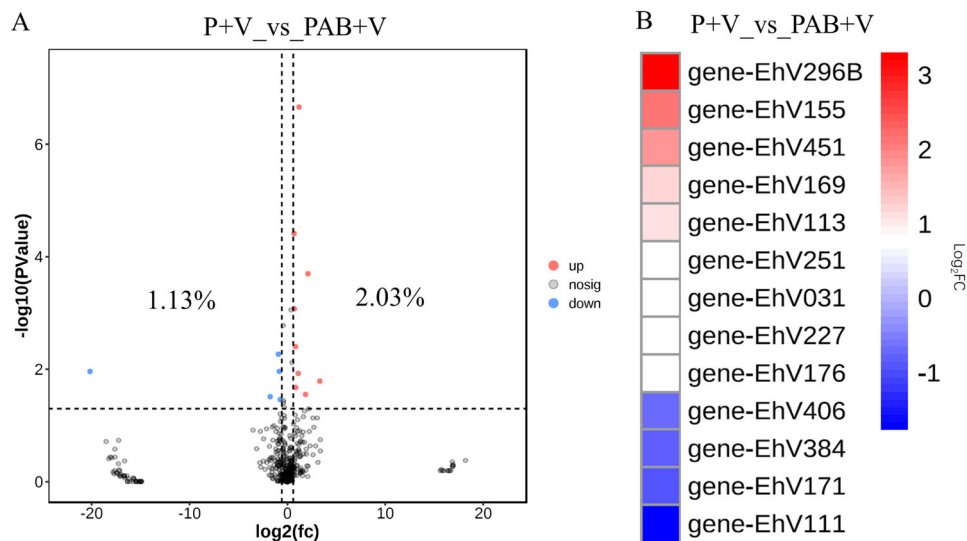 A
P+V_vs_PAB+V
-log10(PValue)
6
4
2
0
1.13%
2.03%
-20
-10
0
10
20
log2(fc)
up
nosig
down
B
P+V_vs_PAB+V
gene-EhV296B
gene-EhV155
gene-EhV451
gene-EhV169
gene-EhV113
gene-EhV251
gene-EhV031
gene-EhV227
gene-EhV176
gene-EhV406
gene-EhV384
gene-EhV171
gene-EhV111
3
2
1
0
-1
Log₂FC